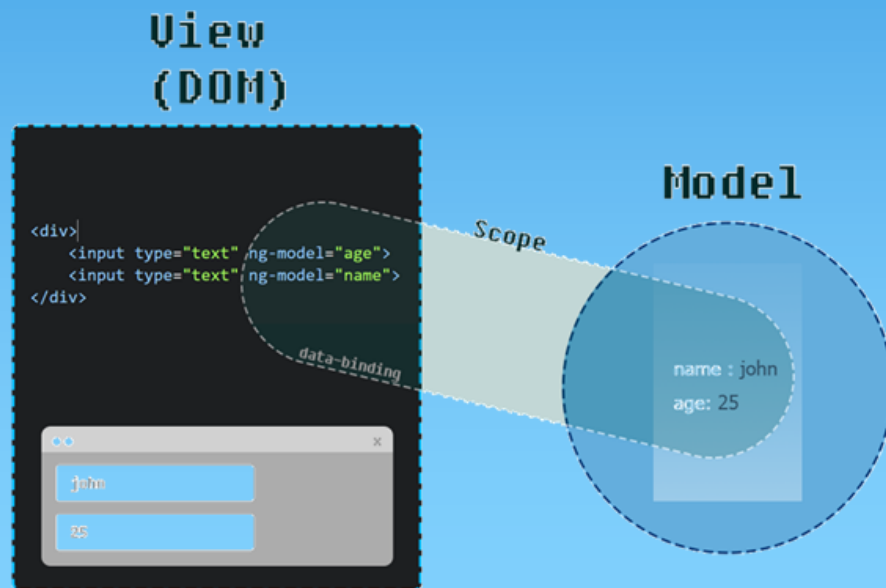 View
(DOM)
<div>
<input type="text" ng-model="age">
<input type="text" ng-model="name">
</div>
data-binding
x
john
25
Scope
Model
name : john
age: 25